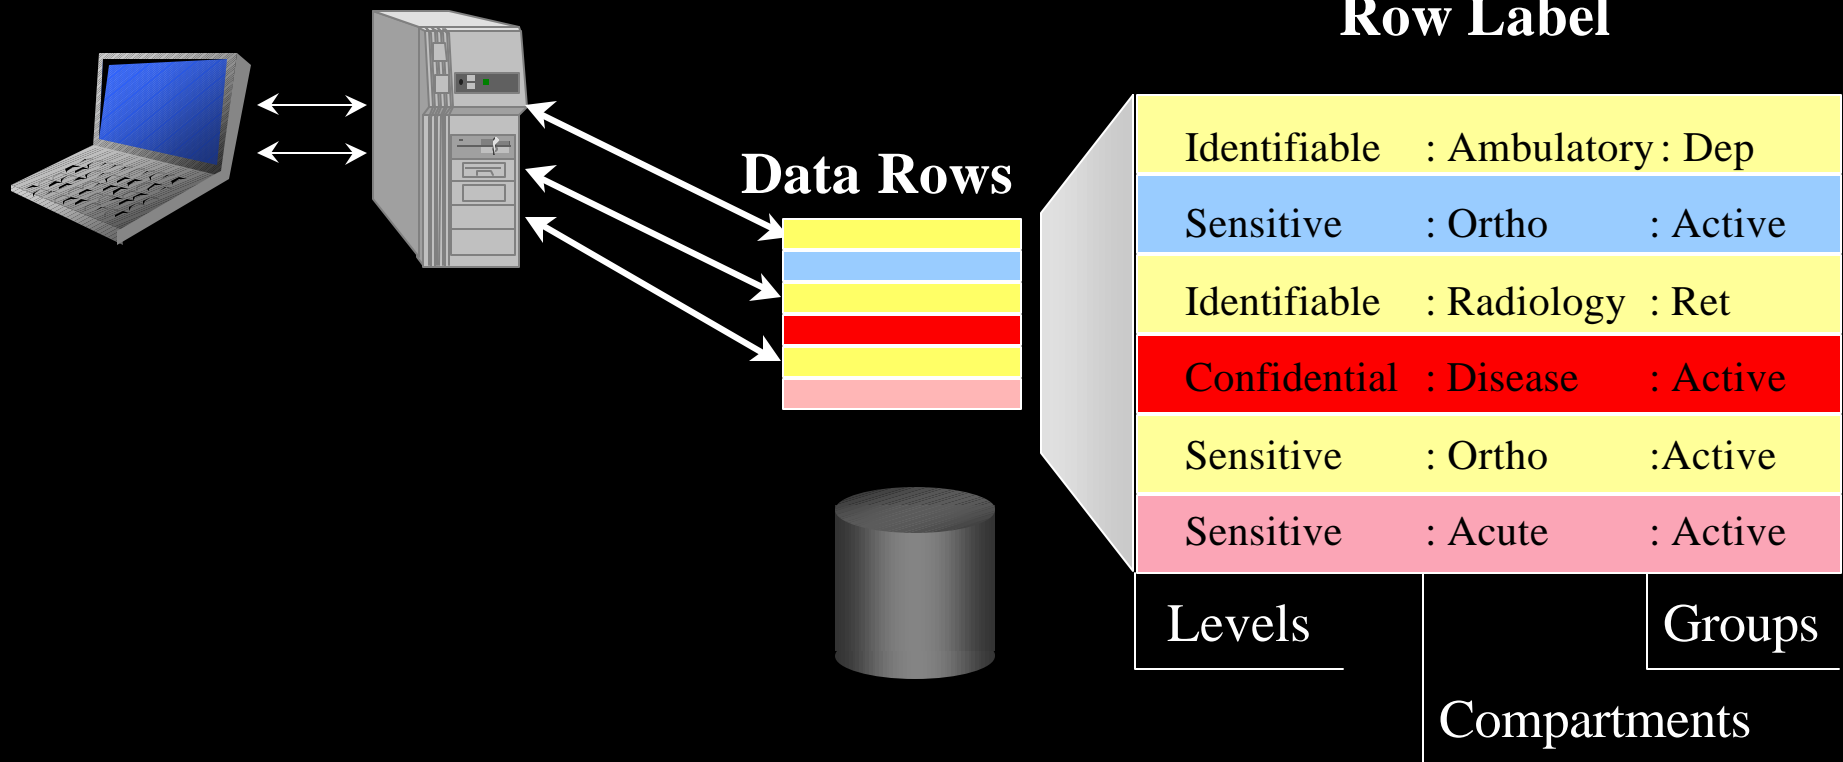 Row Label
Data Rows
Identifiable : Ambulatory : Dep
Sensitive : Ortho : Active
Identifiable : Radiology : Ret
Confidential : Disease : Active
Sensitive : Ortho :Active
Sensitive : Acute : Active
Levels
Groups
Compartments